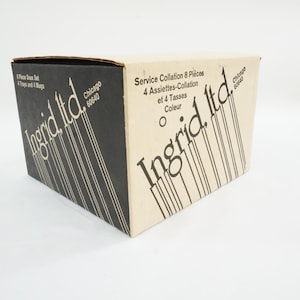 8 Piece Snak Set
4 Trays and 4 Mugs
Ingrid, ltd.
Chicago
60640
Service Collation 8 Pièces
4 Assiettes-Collation
et 4 Tasses
Coleur
Ingrid, ltd.
Chicago
60640